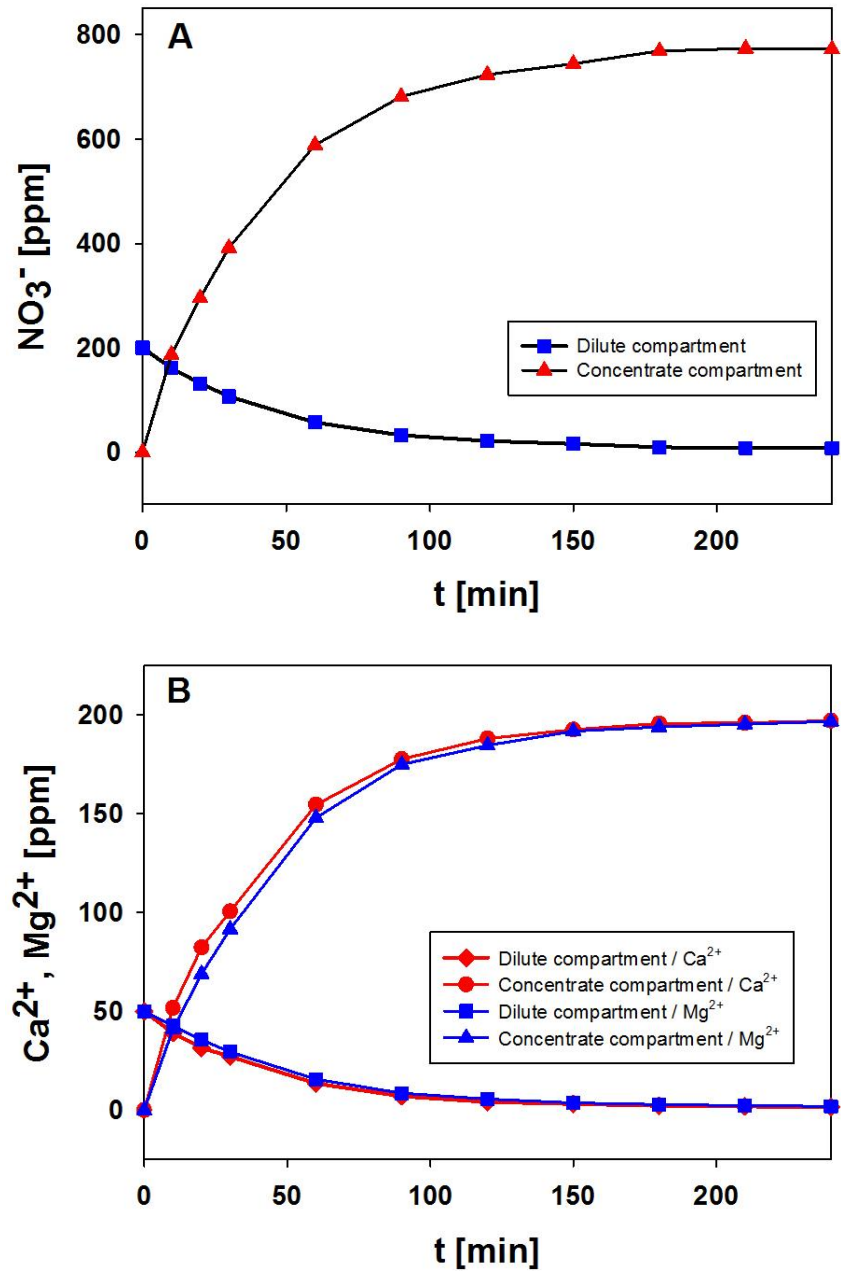 A
800
600
400
200
0
NO₃⁻ [ppm]
Dilute compartment
Concentrate compartment
0 50 100 150 200
t [min]
B
200
150
100
50
0
Ca²⁺, Mg²⁺ [ppm]
Dilute compartment / Ca²⁺
Concentrate compartment / Ca²⁺
Dilute compartment / Mg²⁺
Concentrate compartment / Mg²⁺
0 50 100 150 200
t [min]